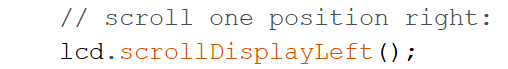 // scroll one position right:
lcd.scrollDisplayLeft();